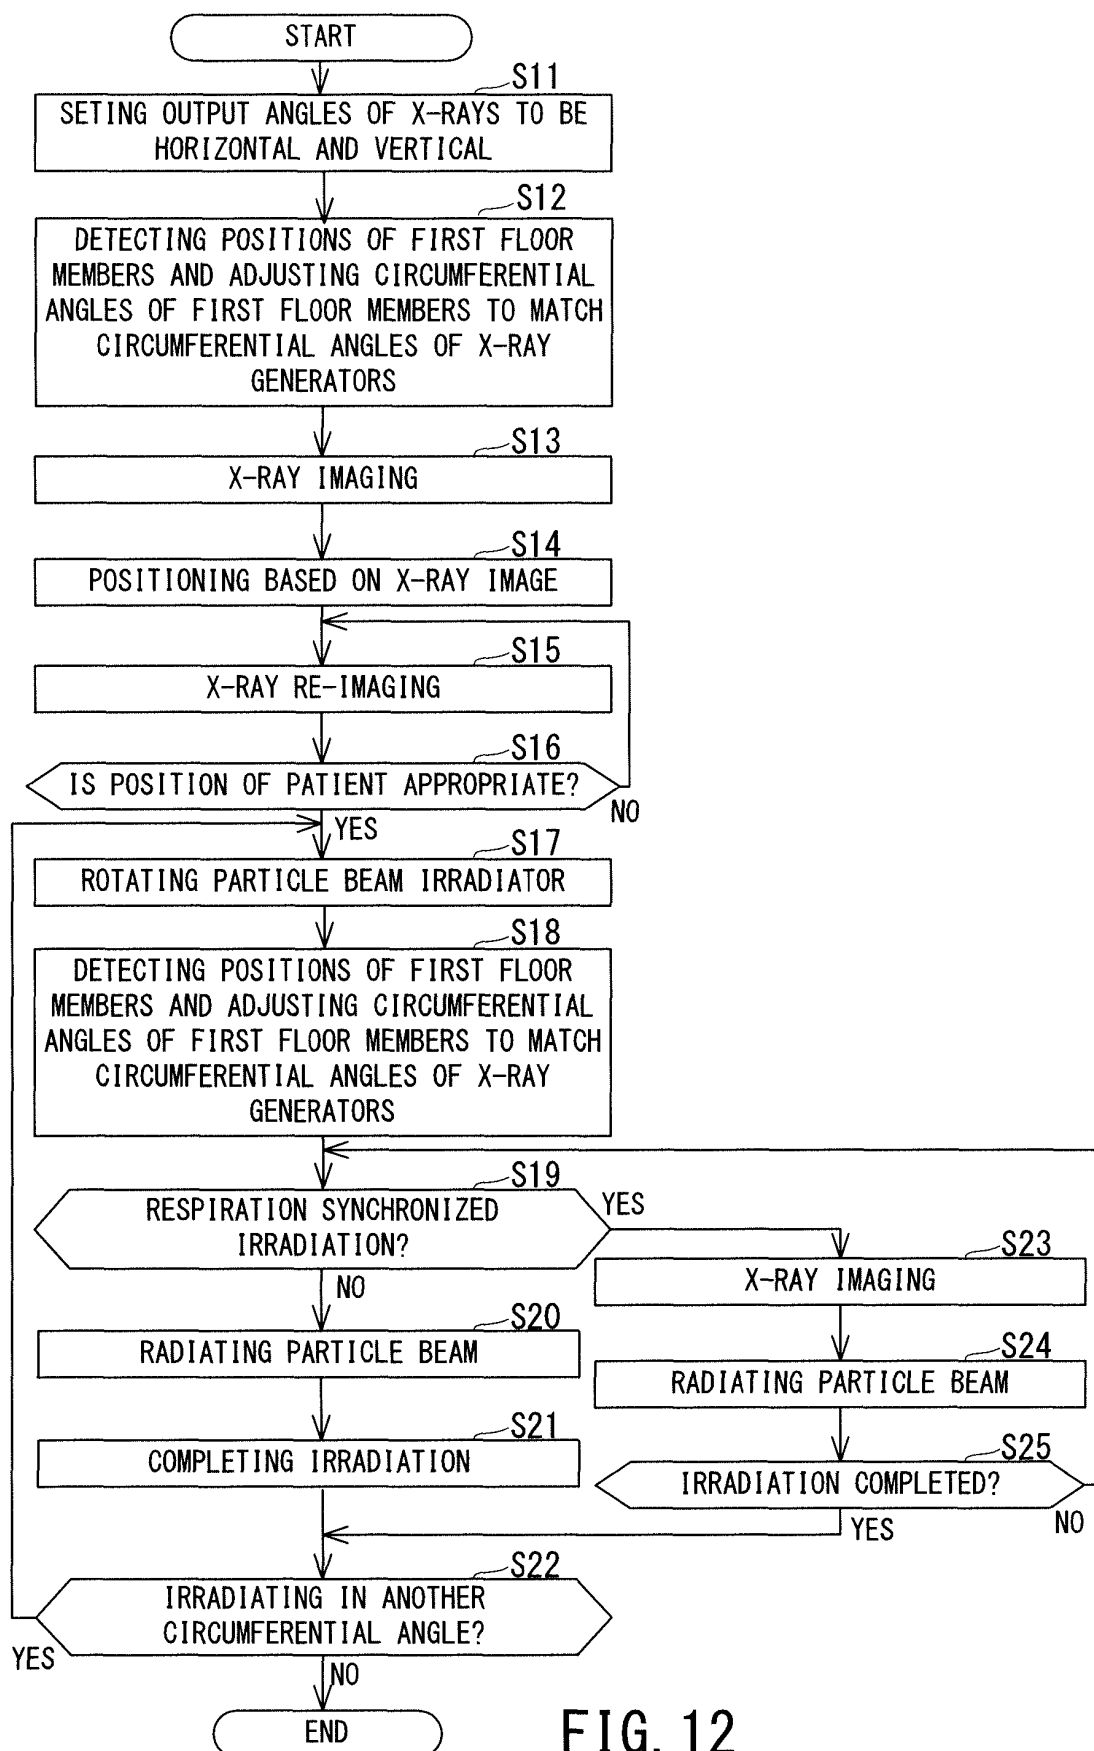 START
S11
SETING OUTPUT ANGLES OF X-RAYS TO BE
HORIZONTAL AND VERTICAL
S12
DETECTING POSITIONS OF FIRST FLOOR
MEMBERS AND ADJUSTING CIRCUMFERENTIAL
ANGLES OF FIRST FLOOR MEMBERS TO MATCH
CIRCUMFERENTIAL ANGLES OF X-RAY
GENERATORS
S13
X-RAY IMAGING
S14
POSITIONING BASED ON X-RAY IMAGE
S15
X-RAY RE-IMAGING
S16
IS POSITION OF PATIENT APPROPRIATE?
NO
YES
S17
ROTATING PARTICLE BEAM IRRADIATOR
S18
DETECTING POSITIONS OF FIRST FLOOR
MEMBERS AND ADJUSTING CIRCUMFERENTIAL
ANGLES OF FIRST FLOOR MEMBERS TO MATCH
CIRCUMFERENTIAL ANGLES OF X-RAY
GENERATORS
S19
RESPIRATION SYNCHRONIZED
IRRADIATION?
YES
NO
S20
RADIATING PARTICLE BEAM
S21
COMPLETING IRRADIATION
S23
X-RAY IMAGING
S24
RADIATING PARTICLE BEAM
S25
IRRADIATION COMPLETED?
NO
YES
S22
IRRADIATING IN ANOTHER
CIRCUMFERENTIAL ANGLE?
YES
NO
END
FIG. 12